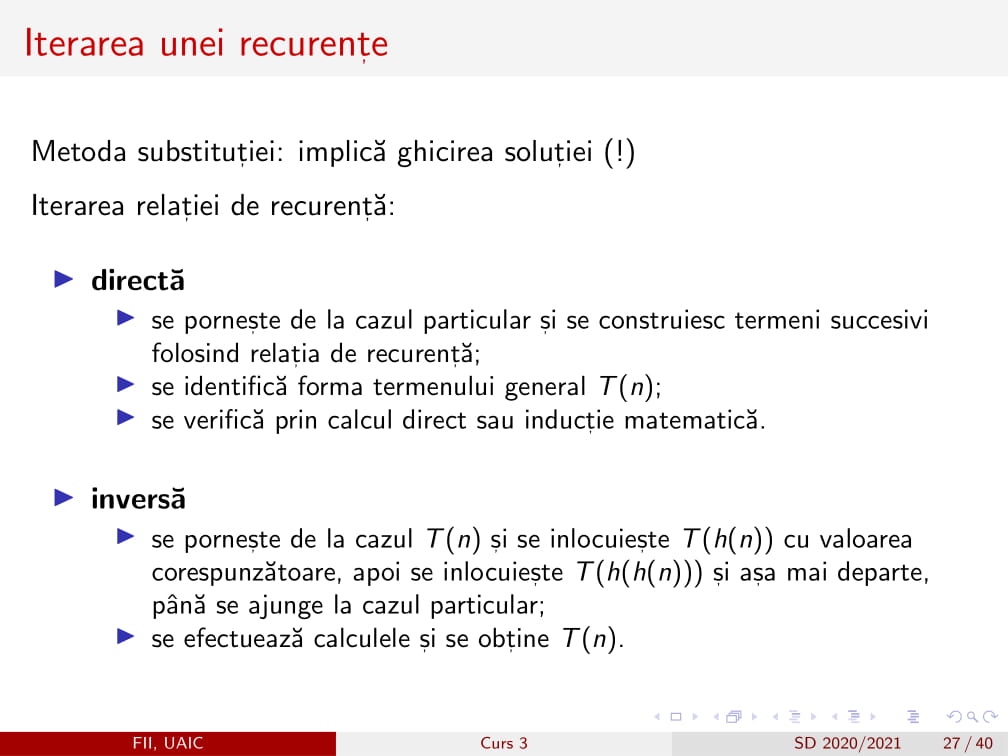 Iterarea unei recurențe
Metoda substituției: implică ghicirea soluției (!)
Iterarea relației de recurență:
directă
se pornește de la cazul particular și se construiesc termeni succesivi
folosind relația de recurență;
se identifică forma termenului general T(n);
se verifică prin calcul direct sau inducție matematică.
inversă
se pornește de la cazul T(n) și se inlocuiește T(h(n)) cu valoarea
corespunzătoare, apoi se inlocuiește T(h(h(n))) și așa mai departe,
până se ajunge la cazul particular;
se efectuează calculele și se obține T(n).
FII, UAIC Curs 3 SD 2020/2021 27 / 40